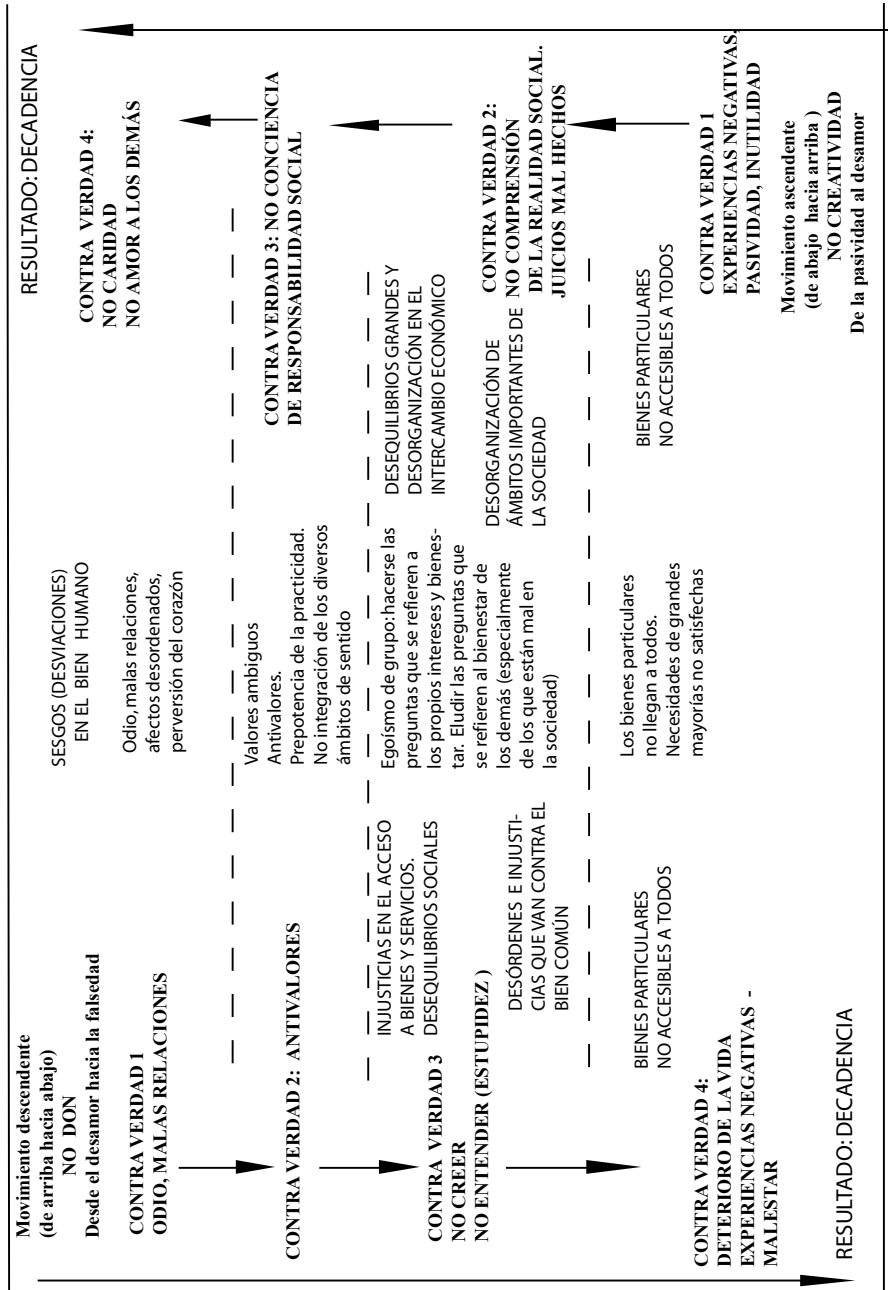 Movimiento descendente
(de arriba hacia abajo)
NO DON
Desde el desamor hacia la falsedad
CONTRA VERDAD 1
ODIO, MALAS RELACIONES
CONTRA VERDAD 2: ANTIVALORES
CONTRA VERDAD 3
NO CREER
NO ENTENDER (ESTUPIDEZ )
CONTRA VERDAD 4:
DETERIORO DE LA VIDA
EXPERIENCIAS NEGATIVAS -
MALESTAR
RESULTADO: DECADENCIA
INJUSTICIAS EN EL ACCESO
A BIENES Y SERVICIOS.
DESEQUILIBRIOS SOCIALES
DESÓRDENES E INJUSTI-
CIAS QUE VAN CONTRA EL
BIEN COMÚN
BIENES PARTICULARES
NO ACCESIBLES A TODOS
SESGOS (DESVIACIONES)
EN EL BIEN HUMANO
Odio, malas relaciones,
afectos desordenados,
perversión del corazón
Valores ambiguos
Antivalores.
Prepotencia de la practicidad.
No integración de los diversos
ámbitos de sentido
Egoísmo de grupo: hacerse las
preguntas que se refieren a
los propios intereses y bienes-
tar. Eludir las preguntas que
se refieren al bienestar de
los demás (especialmente
de los que están mal en
la sociedad)
Los bienes particulares
no llegan a todos.
Necesidades de grandes
mayorías no satisfechas
DESEQUILIBRIOS GRANDES Y
DESORGANIZACIÓN EN EL
INTERCAMBIO ECONÓMICO
DESORGANIZACIÓN DE
ÁMBITOS IMPORTANTES DE
LA SOCIEDAD
BIENES PARTICULARES
NO ACCESIBLES A TODOS
RESULTADO: DECADENCIA
CONTRA VERDAD 4:
NO CARIDAD
NO AMOR A LOS DEMÁS
CONTRA VERDAD 3: NO CONCIENCIA
DE RESPONSABILIDAD SOCIAL
CONTRA VERDAD 2:
NO COMPRENSIÓN
DE LA REALIDAD SOCIAL.
JUICIOS MAL HECHOS
CONTRA VERDAD 1
EXPERIENCIAS NEGATIVAS,
PASIVIDAD, INUTILIDAD
Movimiento ascendente
(de abajo hacia arriba )
NO CREATIVIDAD
De la pasividad al desamor